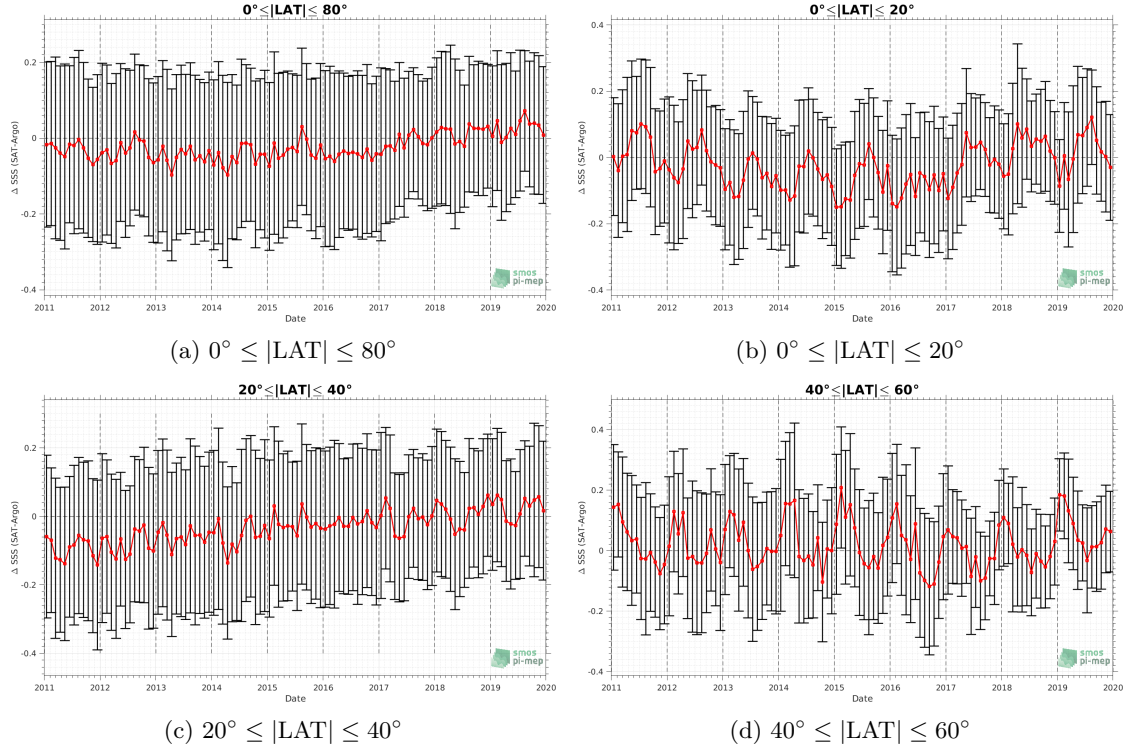 0°≤|LAT|≤ 80°
Δ SSS (SAT-Argo)
0.2
0
-0.2
-0.4
2011 2012 2013 2014 2015 2016 2017 2018 2019 2020
Date
smos
pi-mep
(a) 0° ≤ |LAT| ≤ 80°
0°≤|LAT|≤ 20°
Δ SSS (SAT-Argo)
0.4
0.2
0
-0.2
-0.4
2011 2012 2013 2014 2015 2016 2017 2018 2019 2020
Date
smos
pi-mep
(b) 0° ≤ |LAT| ≤ 20°
20°≤|LAT|≤ 40°
Δ SSS (SAT-Argo)
0.2
0
-0.2
-0.4
2011 2012 2013 2014 2015 2016 2017 2018 2019 2020
Date
smos
pi-mep
(c) 20° ≤ |LAT| ≤ 40°
40°≤|LAT|≤ 60°
Δ SSS (SAT-Argo)
0.4
0.2
0
-0.2
-0.4
2011 2012 2013 2014 2015 2016 2017 2018 2019 2020
Date
smos
pi-mep
(d) 40° ≤ |LAT| ≤ 60°